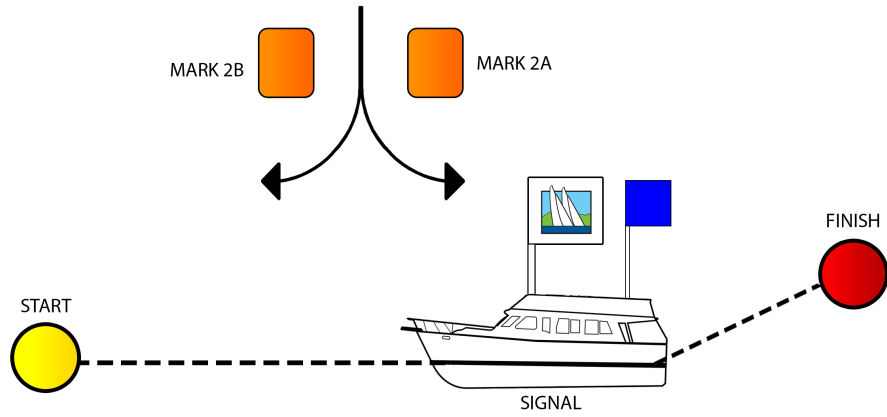 MARK 2B
MARK 2A
FINISH
START
SIGNAL